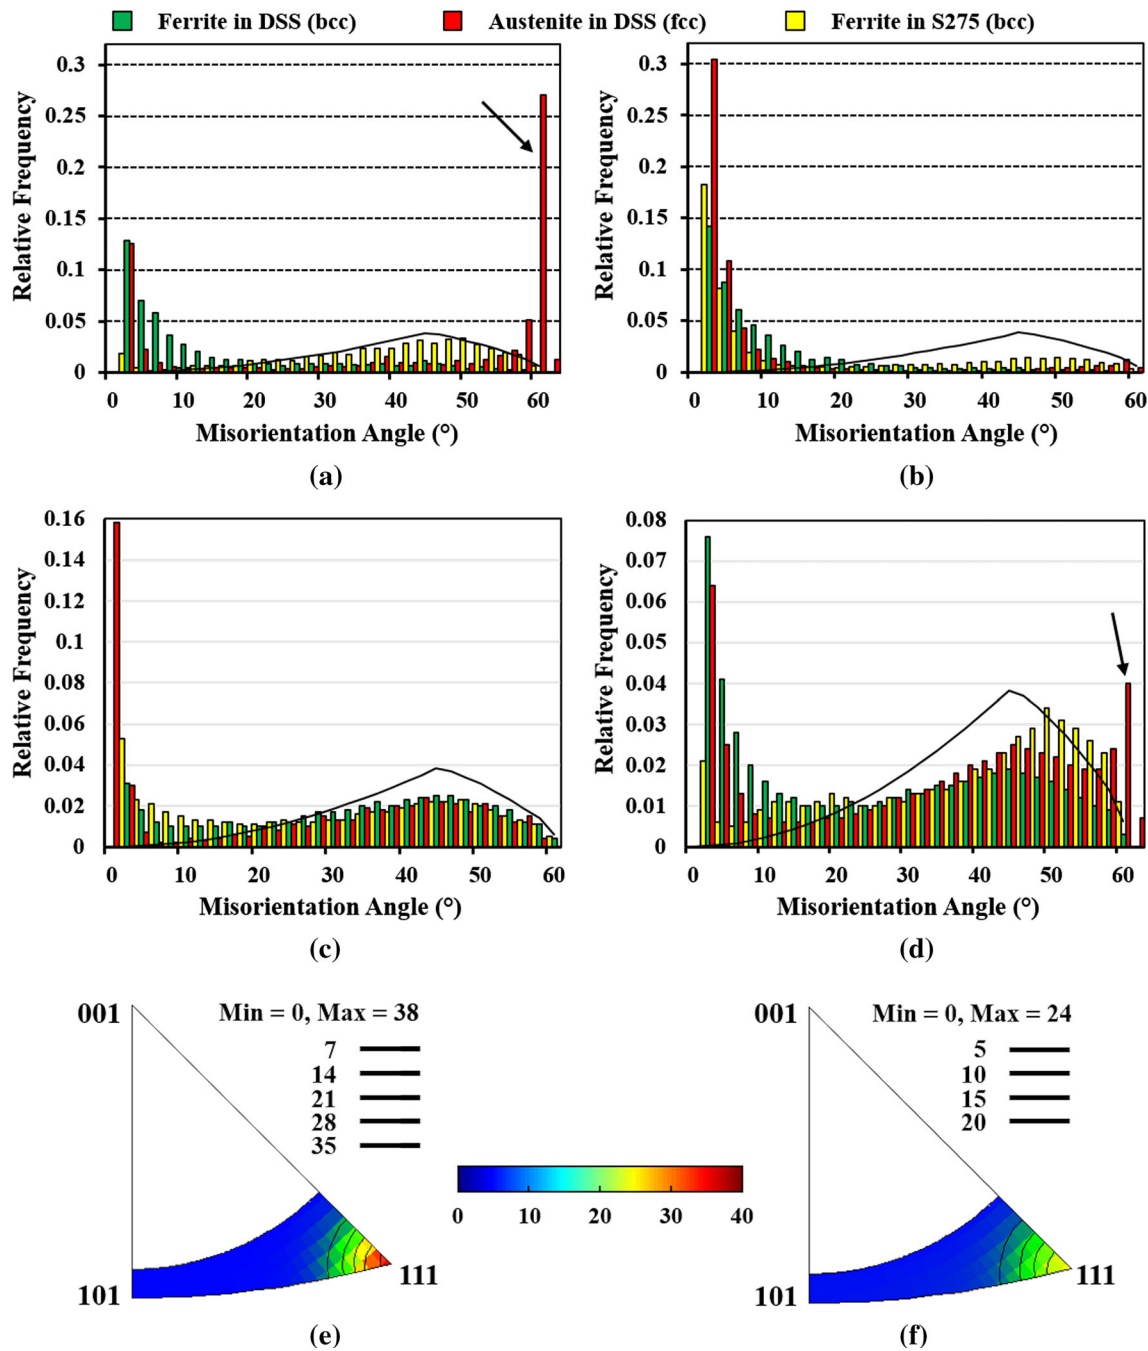 Ferrite in DSS (bcc)
Austenite in DSS (fcc)
Ferrite in S275 (bcc)
Relative Frequency
0.3
0.25
0.2
0.15
0.1
0.05
0
0 10 20 30 40 50 60
Misorientation Angle (°)
(a)
Relative Frequency
0.3
0.25
0.2
0.15
0.1
0.05
0
0 10 20 30 40 50 60
Misorientation Angle (°)
(b)
Relative Frequency
0.16
0.14
0.12
0.1
0.08
0.06
0.04
0.02
0
0 10 20 30 40 50 60
Misorientation Angle (°)
(c)
Relative Frequency
0.08
0.07
0.06
0.05
0.04
0.03
0.02
0.01
0
0 10 20 30 40 50 60
Misorientation Angle (°)
(d)
001
Min = 0, Max = 38
7
14
21
28
35
101
111
(e)
0 10 20 30 40
001
Min = 0, Max = 24
5
10
15
20
101
111
(f)